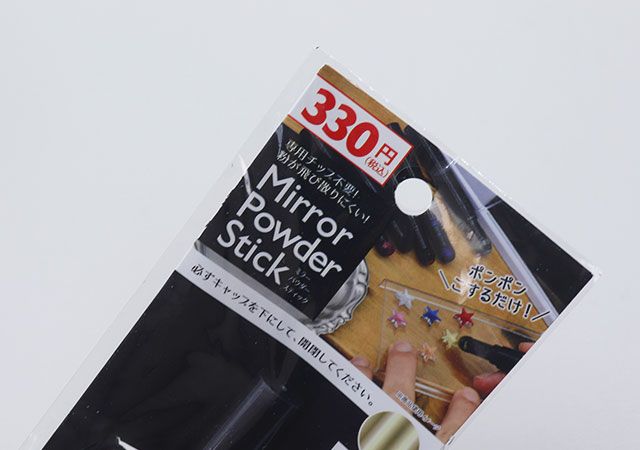 330円
(税込)
専用チップ不要!
粉が飛び散りにくい!
Mirror
Powder
Stick
ミラー
パウダー
スティック
ポンポン
こするだけ!
必ずキャップを下にして、開閉してください。